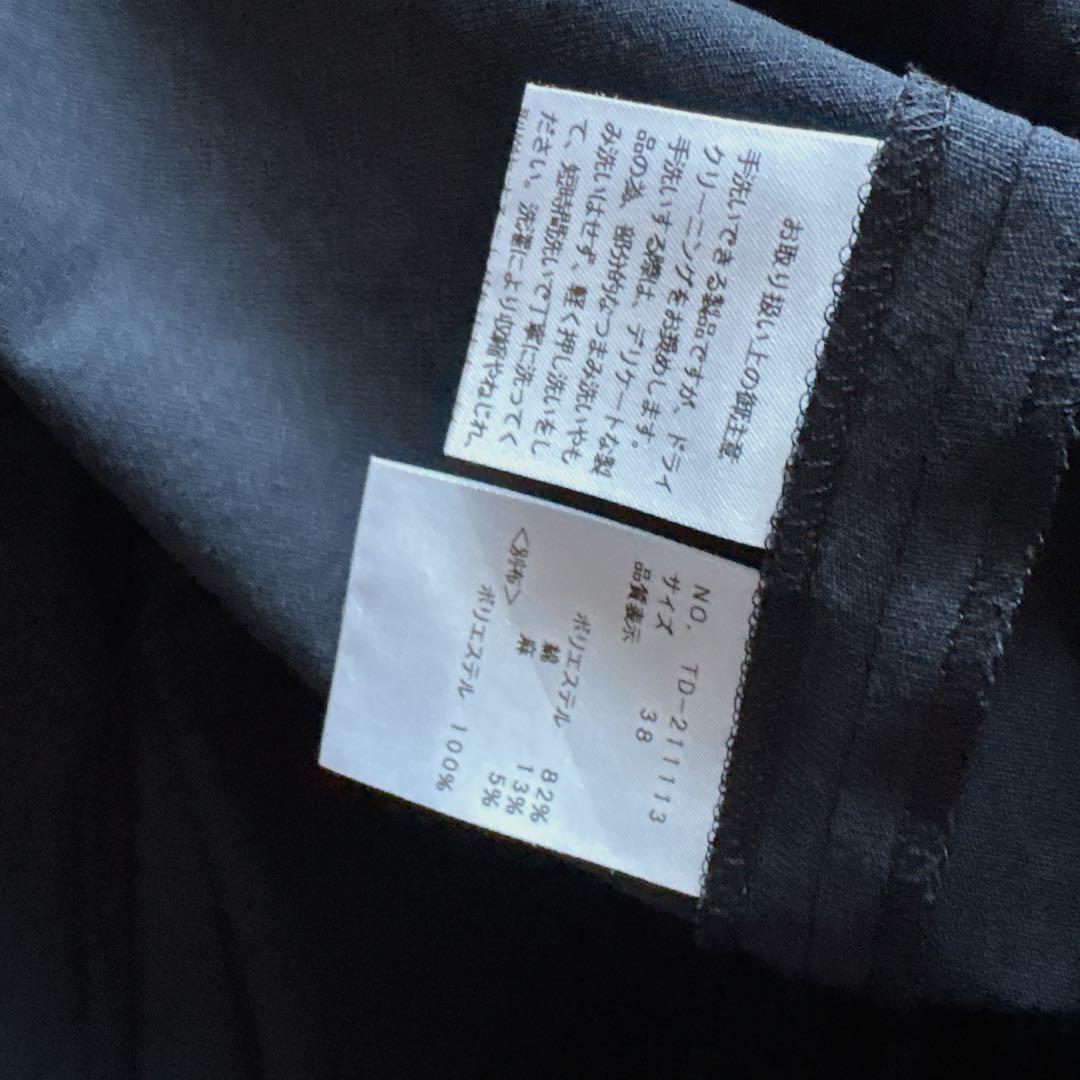 お取り扱い上の御注意
手洗いできる製品ですが、ドライ
クリーニングをお奨めします。
手洗いする際は、デリケートな製
品の為、部分的なつまみ洗いやも
み洗いはせず、軽く押し洗いをし
て、短時間洗いで丁寧に洗ってく
ださい。洗濯により収縮やねじれ、
NO. TD-211113
サイズ 38
品質表示
ポリエステル 82%
綿 13%
麻 5%
<別布>
ポリエステル 100%